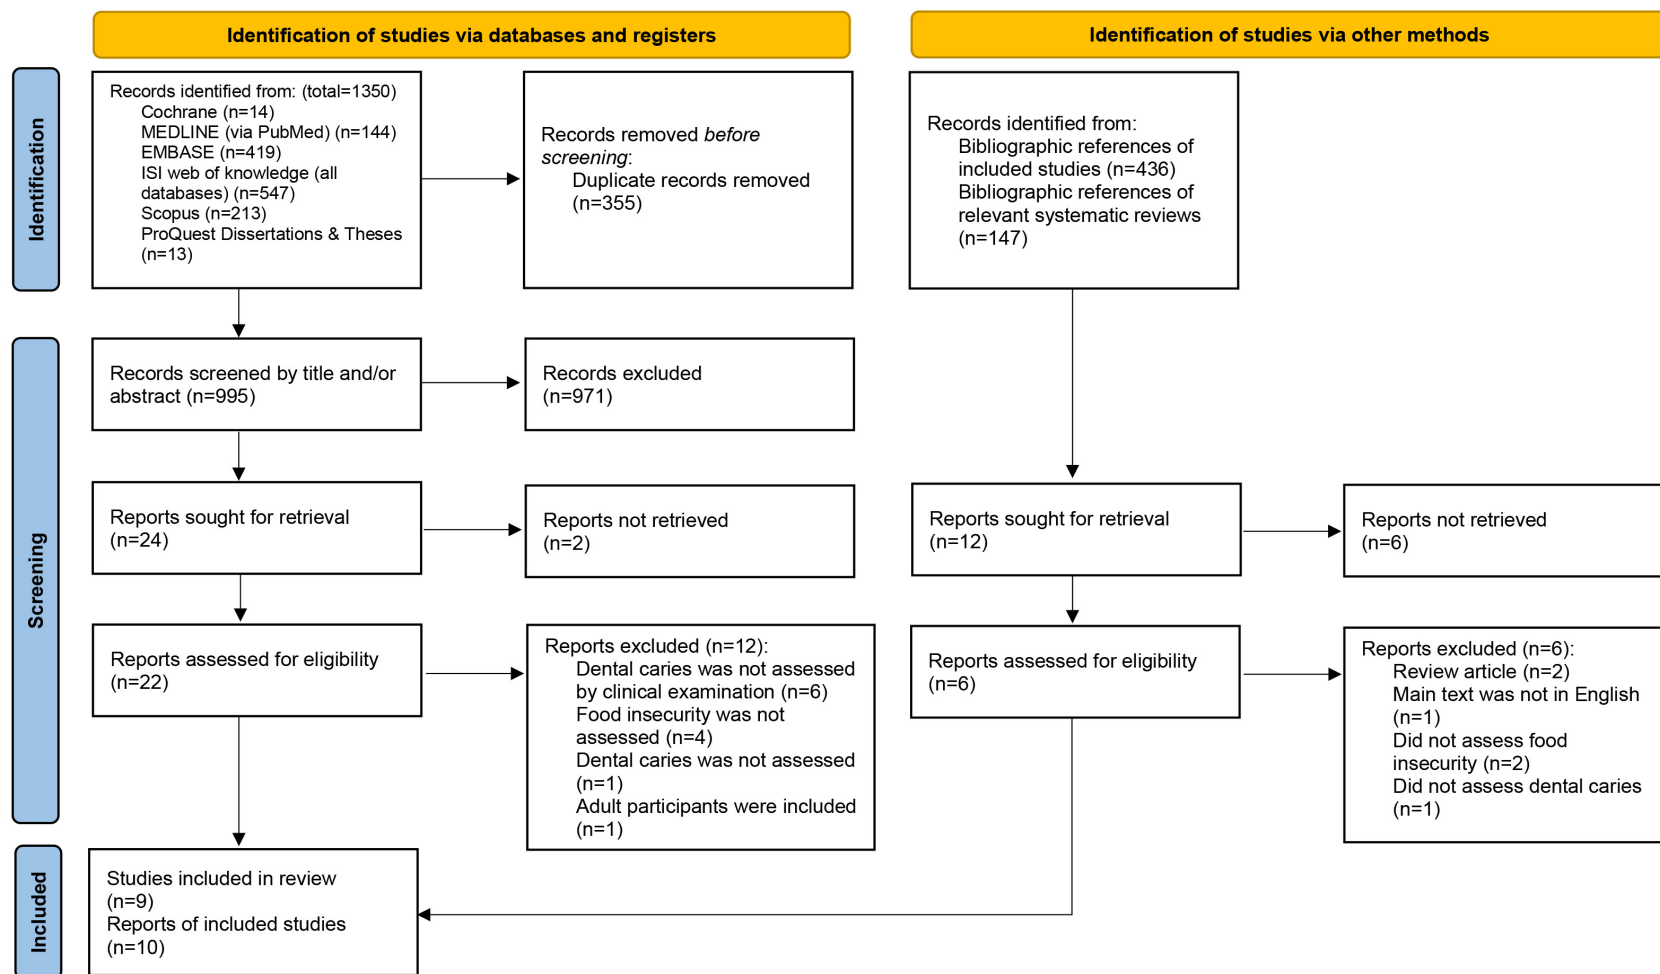 Identification of studies via databases and registers
Identification of studies via other methods
Identification
Records identified from: (total=1350)
Cochrane (n=14)
MEDLINE (via PubMed) (n=144)
EMBASE (n=419)
ISI web of knowledge (all
databases) (n=547)
Scopus (n=213)
ProQuest Dissertations & Theses
(n=13)
Records removed before
screening:
Duplicate records removed
(n=355)
Records identified from:
Bibliographic references of
included studies (n=436)
Bibliographic references of
relevant systematic reviews
(n=147)
Screening
Records screened by title and/or
abstract (n=995)
Records excluded
(n=971)
Reports sought for retrieval
(n=24)
Reports not retrieved
(n=2)
Reports sought for retrieval
(n=12)
Reports not retrieved
(n=6)
Reports assessed for eligibility
(n=22)
Reports excluded (n=12):
Dental caries was not assessed
by clinical examination (n=6)
Food insecurity was not
assessed (n=4)
Dental caries was not assessed
(n=1)
Adult participants were included
(n=1)
Reports assessed for eligibility
(n=6)
Reports excluded (n=6):
Review article (n=2)
Main text was not in English
(n=1)
Did not assess food
insecurity (n=2)
Did not assess dental caries
(n=1)
Included
Studies included in review
(n=9)
Reports of included studies
(n=10)